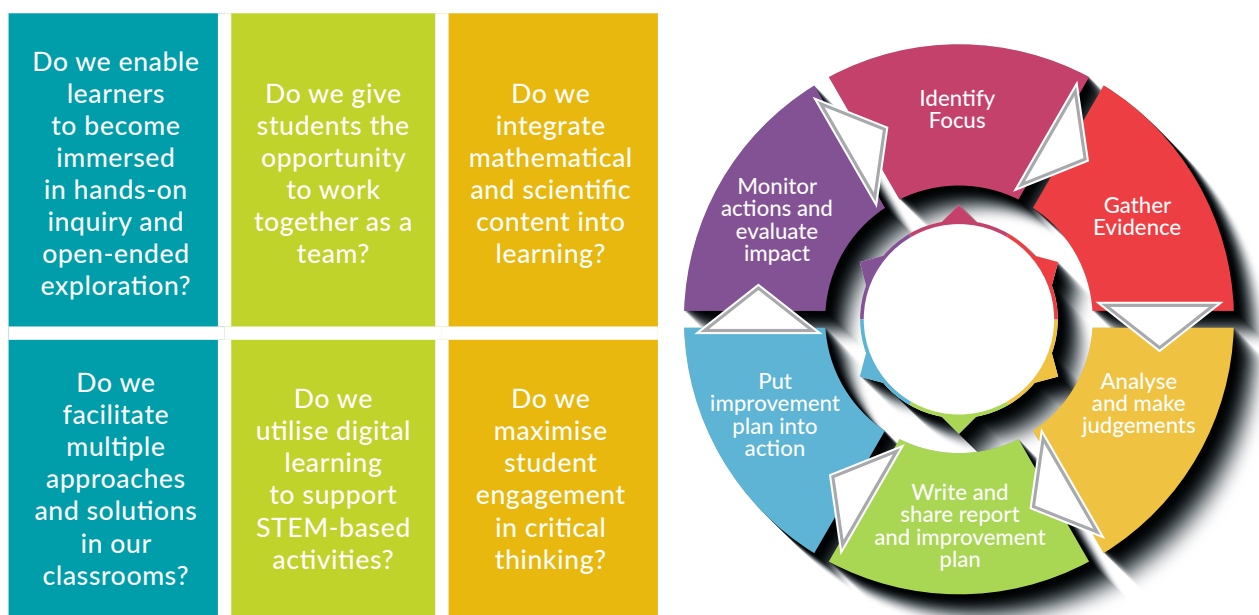 Do we enable
learners
to become
immersed
in hands-on
inquiry and
open-ended
exploration?
Do we give
students the
opportunity
to work
together as a
team?
Do we
integrate
mathematical
and scientific
content into
learning?
Do we
facilitate
multiple
approaches
and solutions
in our
classrooms?
Do we
utilise digital
learning
to support
STEM-based
activities?
Do we
maximise
student
engagement
in critical
thinking?
Identify
Focus
Gather
Evidence
Analyse
and make
judgements
Write and
share report
and improvement
plan
Put
improvement
plan into
action
Monitor
actions and
evaluate
impact